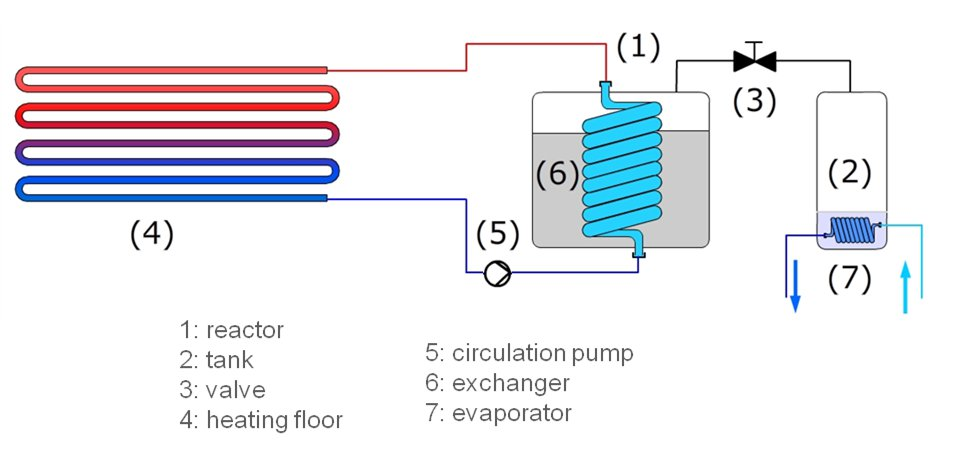 (1)
(3)
(6)
(2)
(4)
(5)
(7)
1: reactor
2: tank
3: valve
4: heating floor
5: circulation pump
6: exchanger
7: evaporator